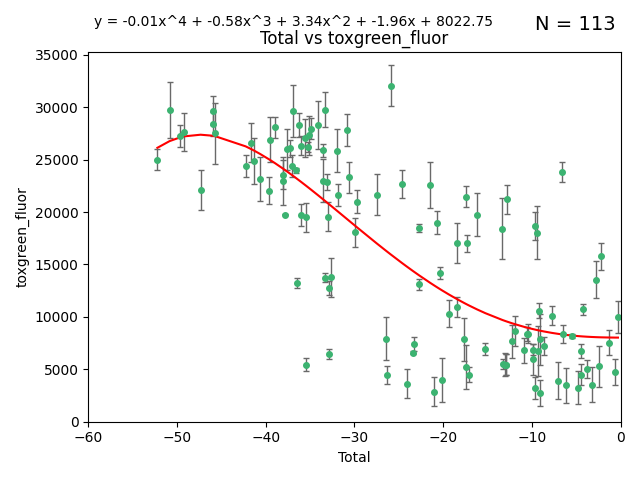 y = -0.01x^4 + -0.58x^3 + 3.34x^2 + -1.96x + 8022.75
N = 113
Total vs toxgreen_fluor
35000
30000
25000
20000
15000
10000
5000
0
toxgreen_fluor
−60 −50 −40 −30 −20 −10 0
Total